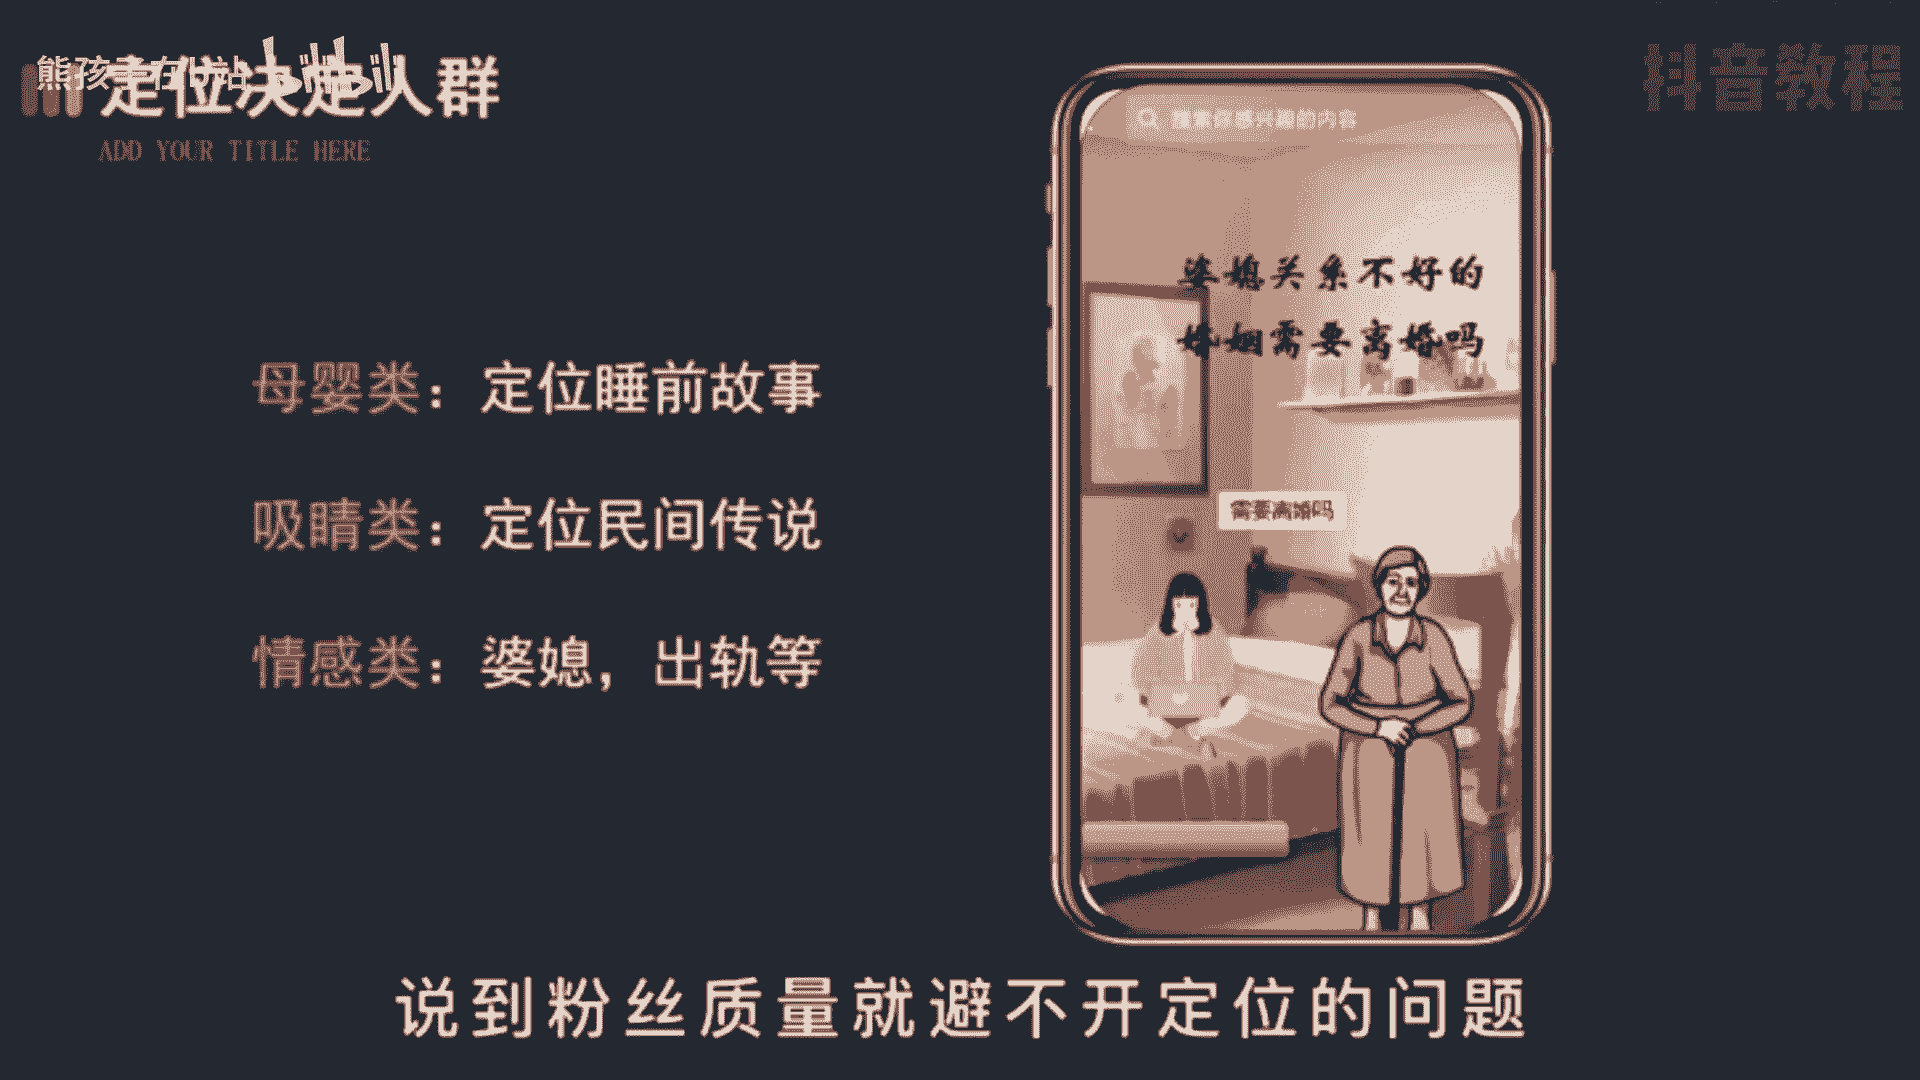 熊孩子在b站 bilibili
定位决定人群
ADD YOUR TITLE HERE
抖音教程
搜索你感兴趣的内容
婆媳关系不好的
婚姻需要离婚吗
需要离婚吗
母婴类：定位睡前故事
吸睛类：定位民间传说
情感类：婆媳，出轨等
说到粉丝质量就避不开定位的问题